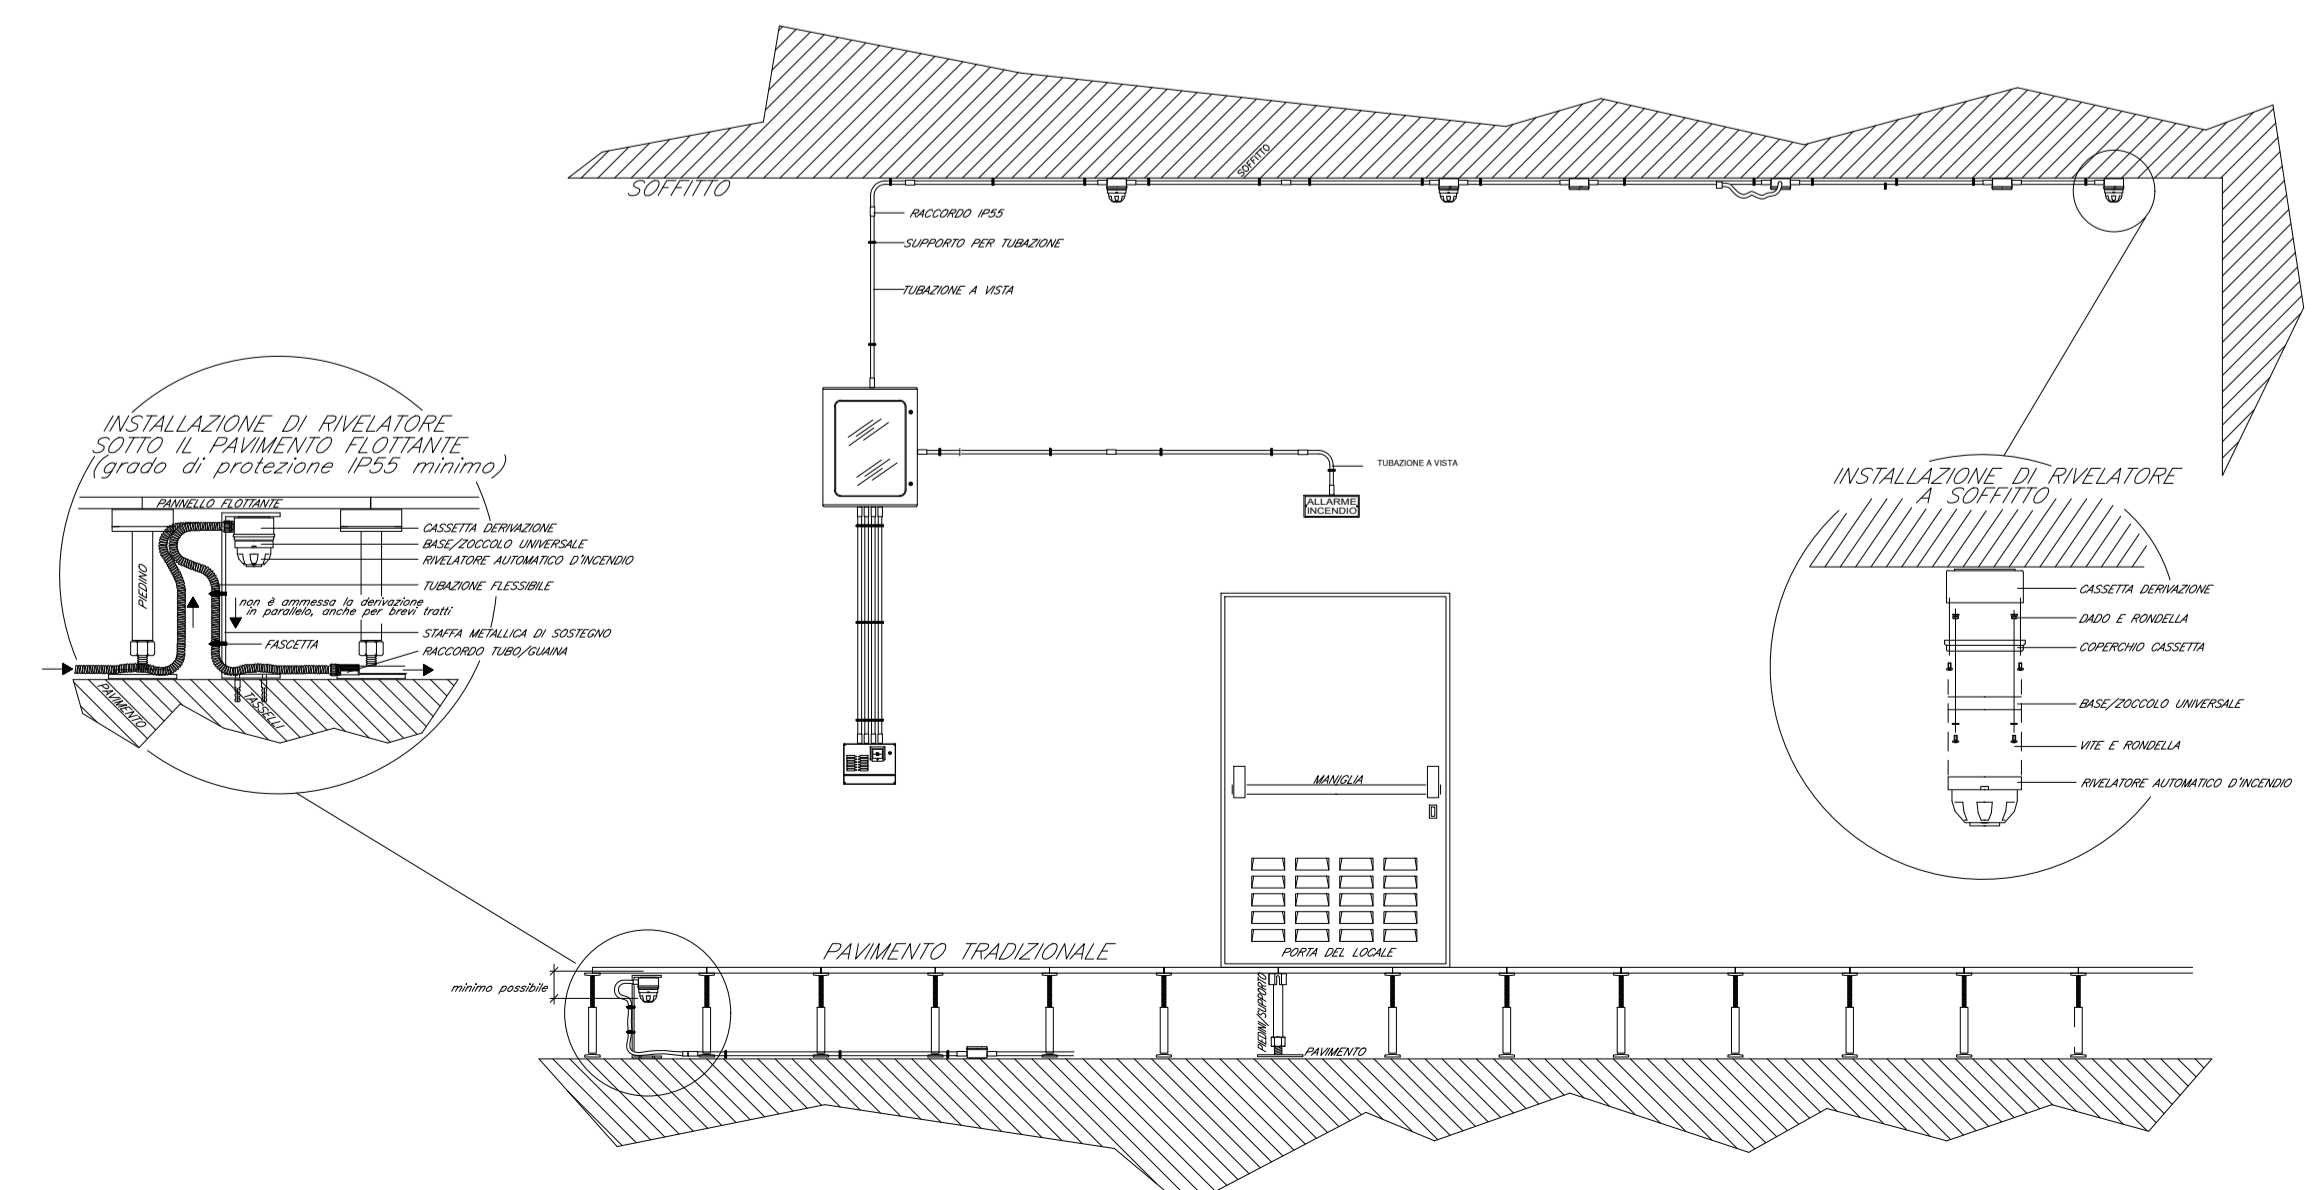 SOFFITTO
SOFFITTO
RACCORDO IP55
SUPPORTO PER TUBAZIONE
TUBAZIONE A VISTA
TUBAZIONE A VISTA
ALLARME
INCENDIO
INSTALLAZIONE DI RIVELATORE
SOTTO IL PAVIMENTO FLOTTANTE
(grado di protezione IP55 minimo)
PANNELLO FLOTTANTE
CASSETTA DERIVAZIONE
BASE/ZOCCOLO UNIVERSALE
RIVELATORE AUTOMATICO D'INCENDIO
PIEDINO
TUBAZIONE FLESSIBILE
non è ammessa la derivazione
in parallelo, anche per brevi tratti
STAFFA METALLICA DI SOSTEGNO
FASCETTA
RACCORDO TUBO/GUAINA
PAVIMENTO
TASSELLI
INSTALLAZIONE DI RIVELATORE
A SOFFITTO
CASSETTA DERIVAZIONE
DADO E RONDELLA
COPERCHIO CASSETTA
BASE/ZOCCOLO UNIVERSALE
VITE E RONDELLA
RIVELATORE AUTOMATICO D'INCENDIO
MANIGLIA
PORTA DEL LOCALE
PAVIMENTO TRADIZIONALE
minimo possibile
PIEDINI/SUPPORTO
PAVIMENTO